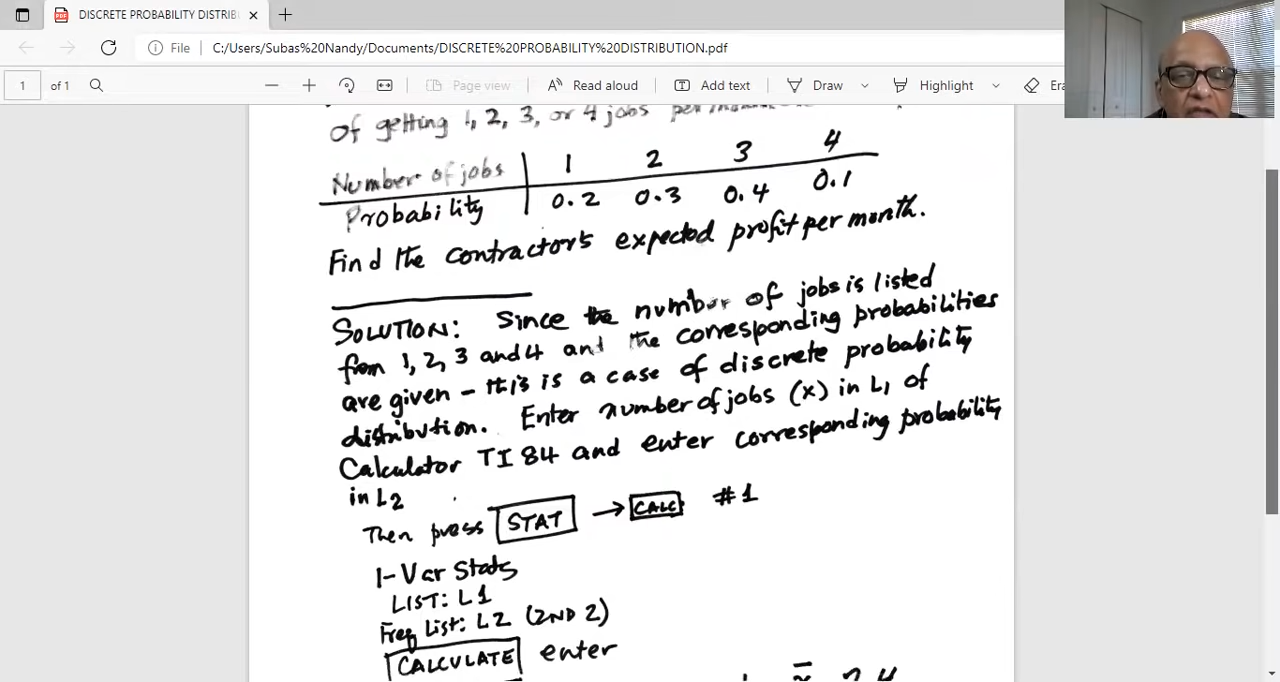 DISCRETE PROBABILITY DISTRIB
File C:/Users/Subas%20Nandy/Documents/DISCRETE%20PROBABILITY%20DISTRIBUTION.pdf
1 of 1 Page view Read aloud Add text Draw Highlight Era
of getting 1, 2, 3, or 4 jobs per
Number of jobs 1 2 3 4
Probability 0.2 0.3 0.4 0.1
Find the contractor's expected profit per month.
SOLUTION: Since the number of jobs is listed
from 1, 2, 3 and 4 and the corresponding probabilities
are given - this is a case of discrete probability
distribution. Enter number of jobs (x) in L1 of
Calculator TI 84 and enter corresponding probability
in L2
Then press STAT → CALC #1
1-Var Stats
LIST: L1
Freq List: L2 (2ND 2)
CALCULATE enter